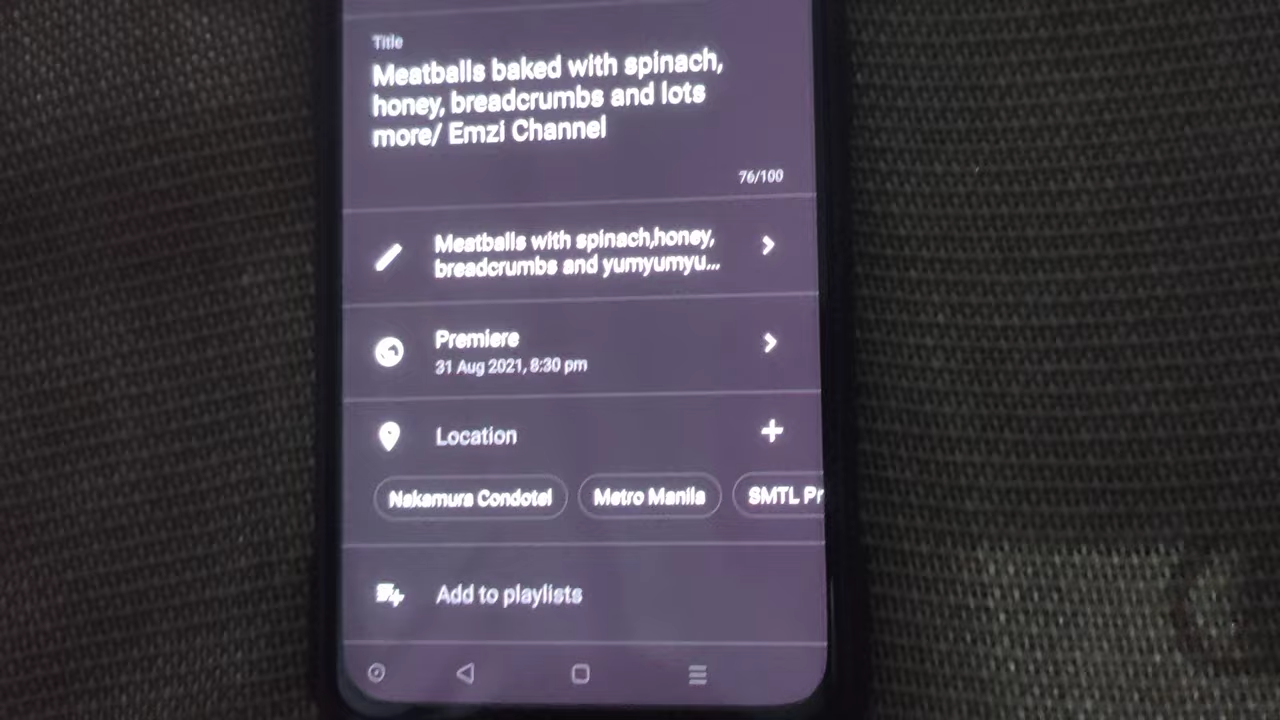 Title
Meatballs baked with spinach,
honey, breadcrumbs and lots
more/ Emzi Channel
76/100
Meatballs with spinach,honey,
breadcrumbs and yumyumyu...
Premiere
31 Aug 2021, 8:30 pm
Location
Nakamura Condotel Metro Manila SMTL Pr
Add to playlists